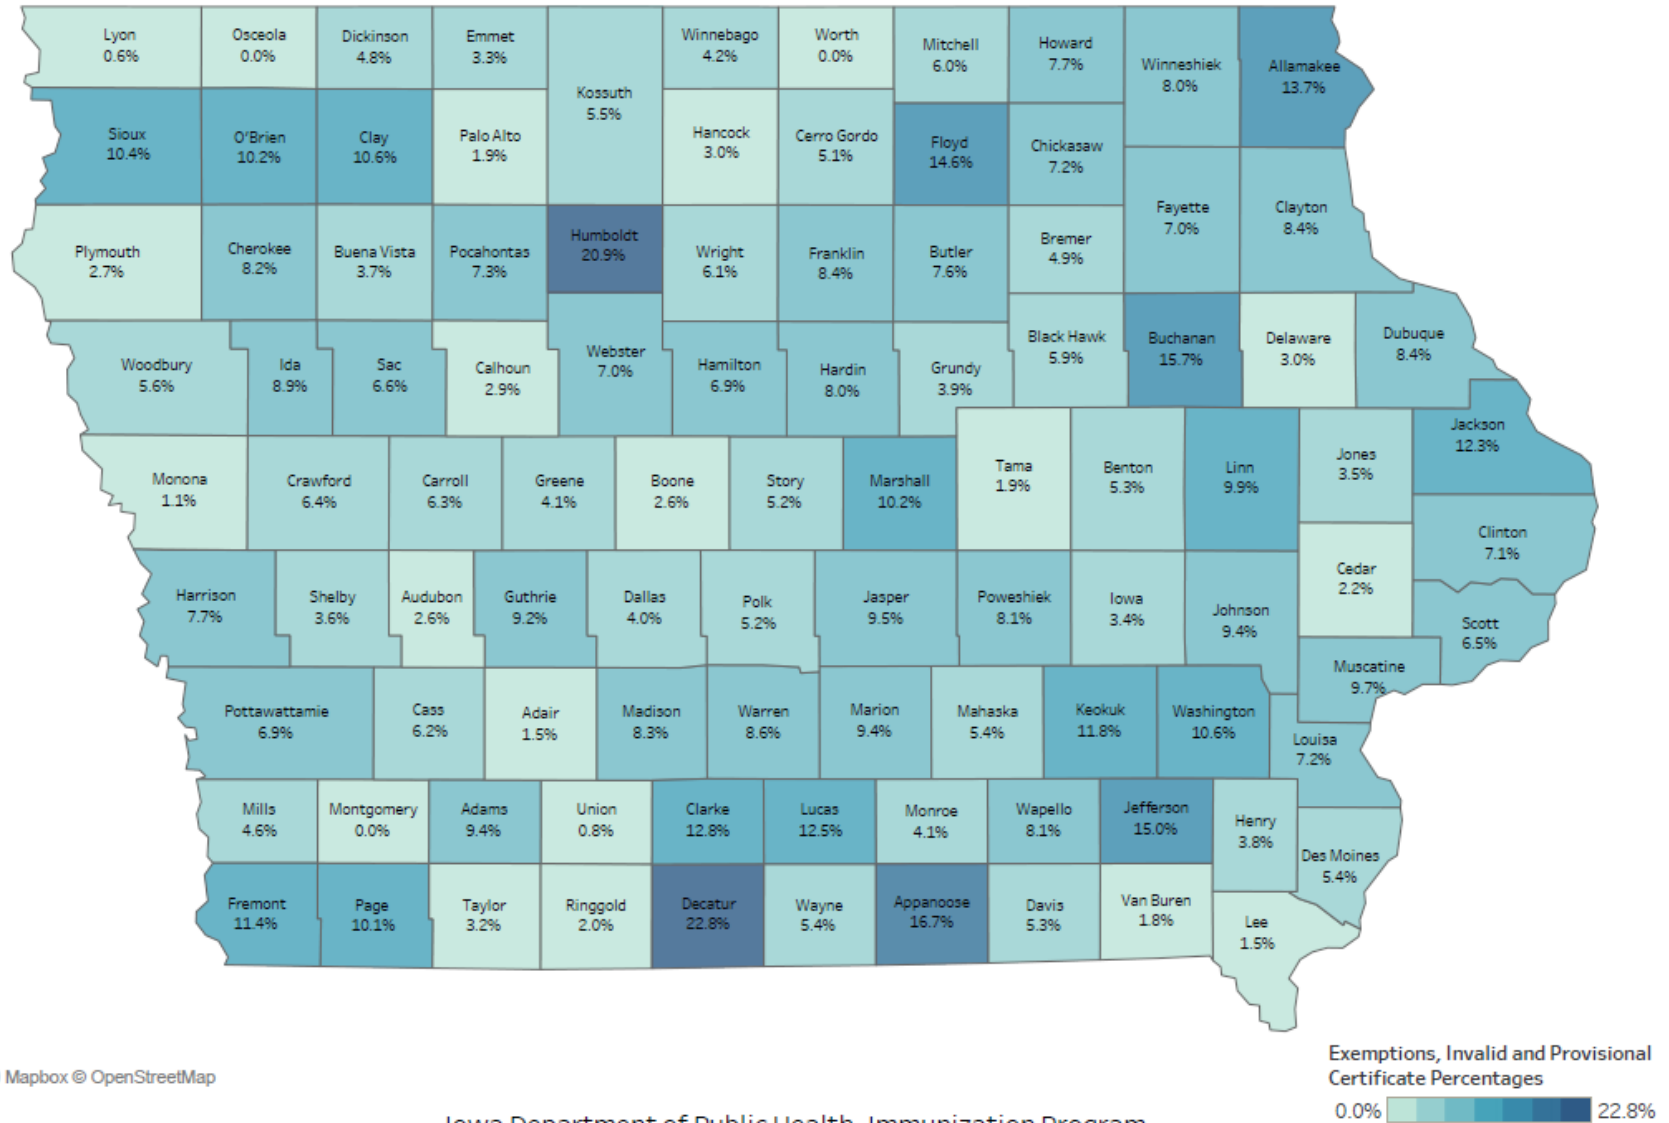 Lyon
0.6%
Osceola
0.0%
Dickinson
4.8%
Emmet
3.3%
Kossuth
5.5%
Winnebago
4.2%
Worth
0.0%
Mitchell
6.0%
Howard
7.7%
Winneshiek
8.0%
Allamakee
13.7%
Sioux
10.4%
O'Brien
10.2%
Clay
10.6%
Palo Alto
1.9%
Hancock
3.0%
Cerro Gordo
5.1%
Floyd
14.6%
Chickasaw
7.2%
Fayette
7.0%
Clayton
8.4%
Plymouth
2.7%
Cherokee
8.2%
Buena Vista
3.7%
Pocahontas
7.3%
Humboldt
20.9%
Wright
6.1%
Franklin
8.4%
Butler
7.6%
Bremer
4.9%
Woodbury
5.6%
Ida
8.9%
Sac
6.6%
Calhoun
2.9%
Webster
7.0%
Hamilton
6.9%
Hardin
8.0%
Grundy
3.9%
Black Hawk
5.9%
Buchanan
15.7%
Delaware
3.0%
Dubuque
8.4%
Monona
1.1%
Crawford
6.4%
Carroll
6.3%
Greene
4.1%
Boone
2.6%
Story
5.2%
Marshall
10.2%
Tama
1.9%
Benton
5.3%
Linn
9.9%
Jones
3.5%
Jackson
12.3%
Clinton
7.1%
Harrison
7.7%
Shelby
3.6%
Audubon
2.6%
Guthrie
9.2%
Dallas
4.0%
Polk
5.2%
Jasper
9.5%
Poweshiek
8.1%
Iowa
3.4%
Johnson
9.4%
Cedar
2.2%
Scott
6.5%
Muscatine
9.7%
Pottawattamie
6.9%
Cass
6.2%
Adair
1.5%
Madison
8.3%
Warren
8.6%
Marion
9.4%
Mahaska
5.4%
Keokuk
11.8%
Washington
10.6%
Louisa
7.2%
Mills
4.6%
Montgomery
0.0%
Adams
9.4%
Union
0.8%
Clarke
12.8%
Lucas
12.5%
Monroe
4.1%
Wapello
8.1%
Jefferson
15.0%
Henry
3.8%
Des Moines
5.4%
Fremont
11.4%
Page
10.1%
Taylor
3.2%
Ringgold
2.0%
Decatur
22.8%
Wayne
5.4%
Appanoose
16.7%
Davis
5.3%
Van Buren
1.8%
Lee
1.5%
Exemptions, Invalid and Provisional
Certificate Percentages
0.0% 22.8%
Mapbox © OpenStreetMap
Iowa Department of Public Health, Immunization Program